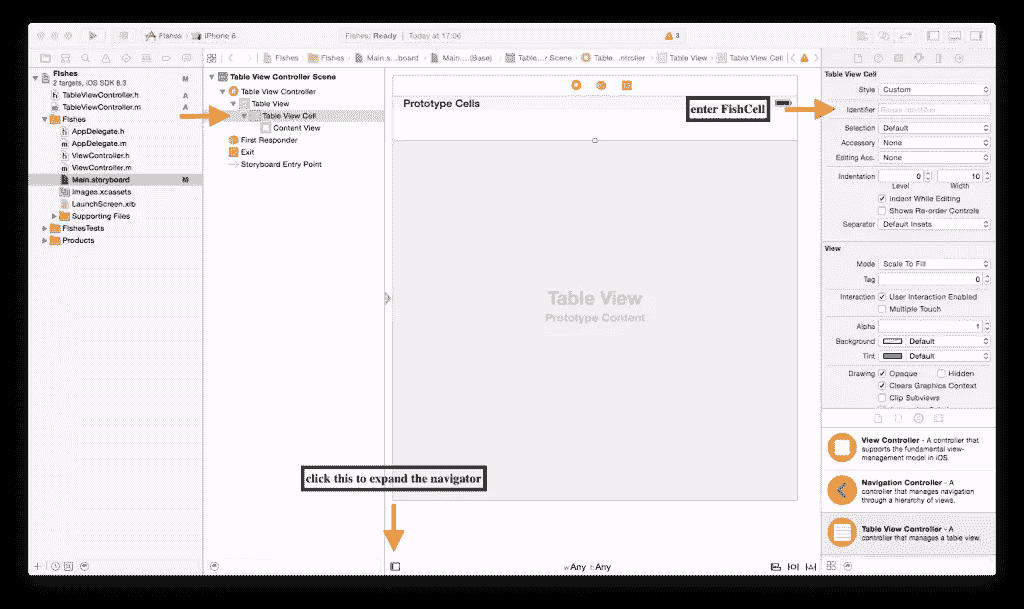 Fishes
iPhone 6
Fishes: Ready
Today at 17:06
3
Fishes
Fishes
Main.s...board
Main....(Base)
Table...r Scene
Table...ntroller
Table View
Table View Cell
Fishes
2 targets, iOS SDK 8.3
M
TableViewController.h
A
TableViewController.m
A
Fishes
AppDelegate.h
AppDelegate.m
ViewController.h
ViewController.m
Main.storyboard
M
Images.xcassets
LaunchScreen.xib
Supporting Files
FishesTests
Products
Table View Controller Scene
Table View Controller
Table View
Table View Cell
Content View
First Responder
Exit
Storyboard Entry Point
Prototype Cells
enter FishCell
Table View
Prototype Content
click this to expand the navigator
wAny hAny
Table View Cell
Style Custom
Identifier Reuse Identifier
Selection Default
Accessory None
Editing Acc. None
Indentation 0 10
Level Width
Indent While Editing
Shows Re-order Controls
Separator Default Insets
View
Mode Scale To Fill
Tag 0
Interaction User Interaction Enabled
Multiple Touch
Alpha 1
Background Default
Tint Default
Drawing Opaque Hidden
Clears Graphics Context
Clip Subviews
View Controller - A controller that
supports the fundamental view-
management model in iOS.
Navigation Controller - A
controller that manages navigation
through a hierarchy of views.
Table View Controller - A
controller that manages a table view.